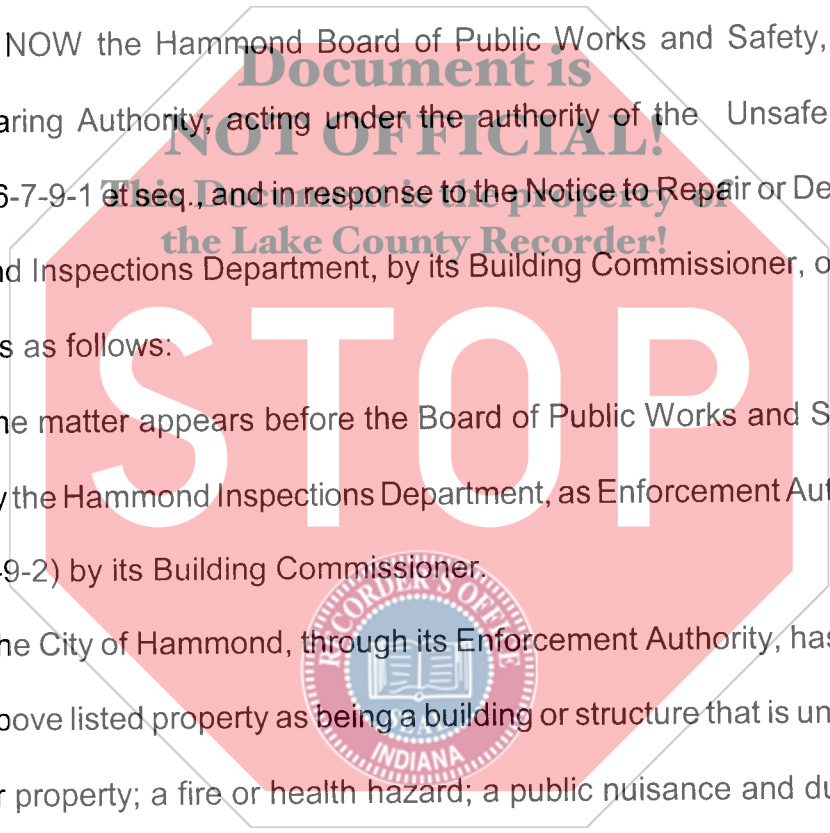 NOW the Hammond Board of Public Works and Safety,
Document is
aring Authority, acting under the authority of the Unsafe
NOT OFFICIAL!
6-7-9-1 et seq., and in response to the Notice to Repair or De
This Document is the property of
the Lake County Recorder!
nd Inspections Department, by its Building Commissioner, o
s as follows:
STOP
he matter appears before the Board of Public Works and S
y the Hammond Inspections Department, as Enforcement Aut
-9-2) by its Building Commissioner.
RECORDER'S OFFICE
he City of Hammond, through its Enforcement Authority, has
bove listed property as being a building or structure that is un
SEAL
INDIANA
r property; a fire or health hazard; a public nuisance and du